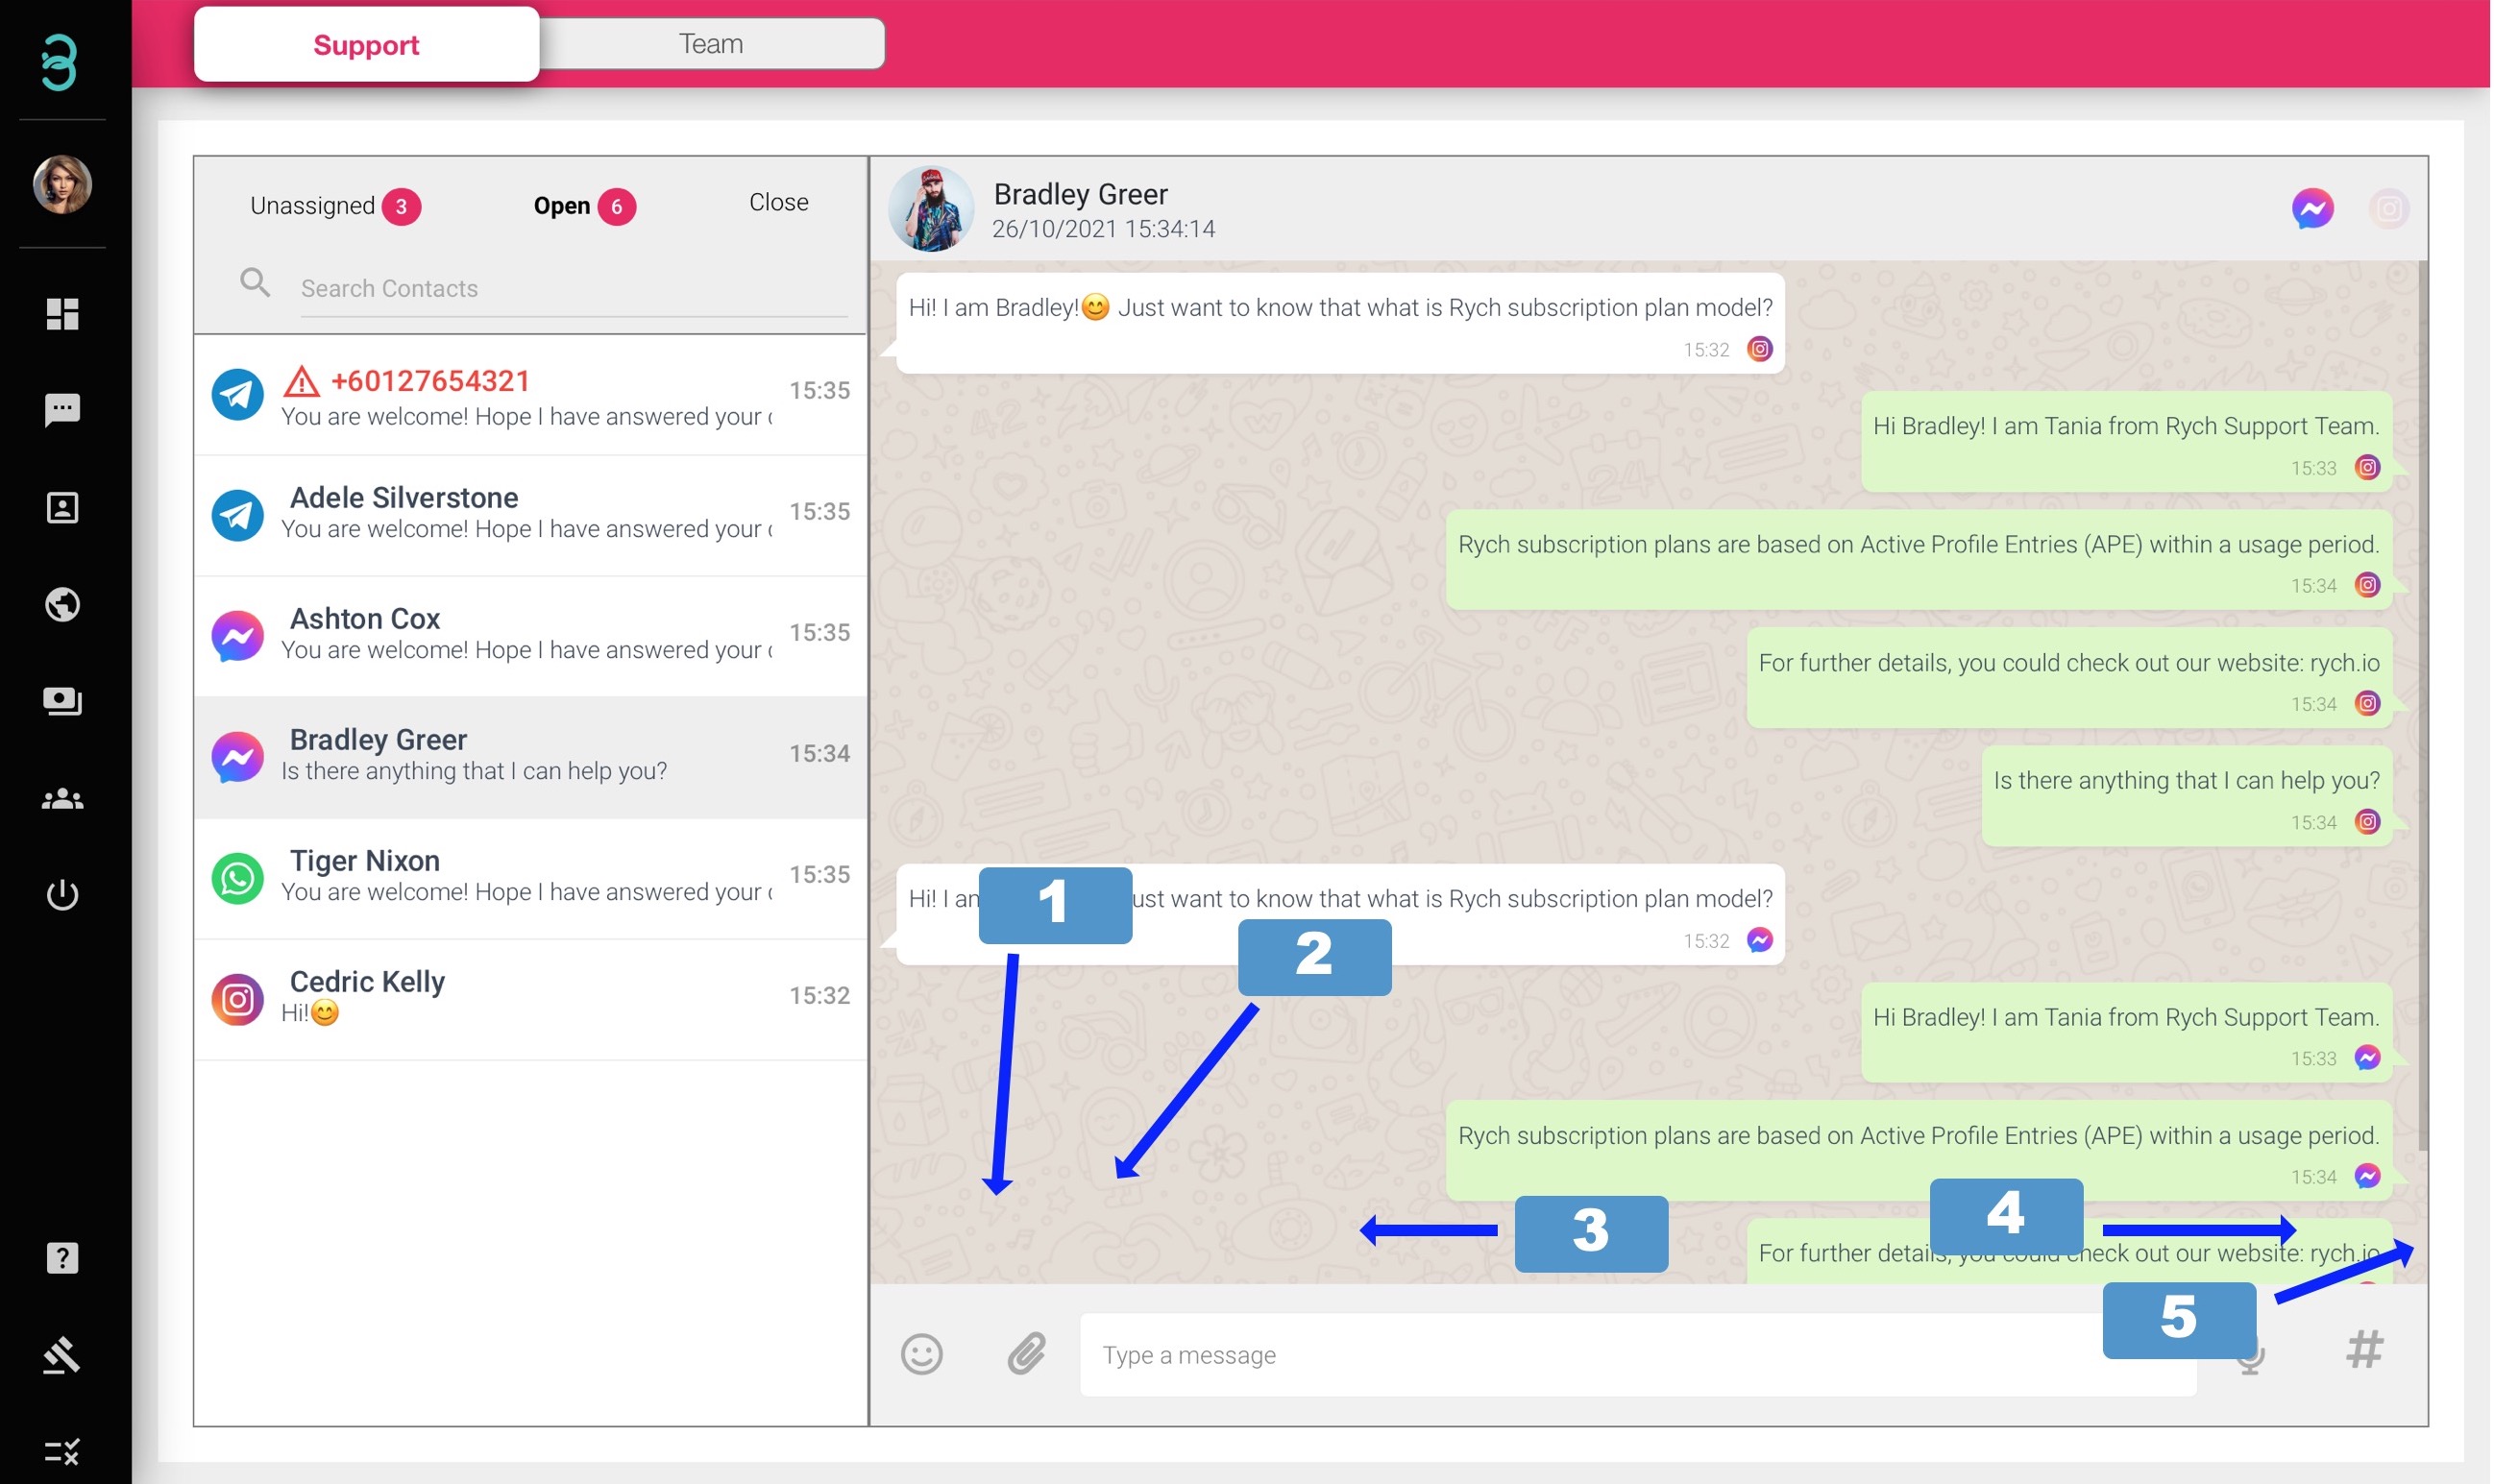 Support
Team
Unassigned 3
Open 6
Close
Search Contacts
+60127654321
15:35
You are welcome! Hope I have answered your
Adele Silverstone
15:35
You are welcome! Hope I have answered your
Ashton Cox
15:35
You are welcome! Hope I have answered your
Bradley Greer
15:34
Is there anything that I can help you?
Tiger Nixon
15:35
You are welcome! Hope I have answered your
Cedric Kelly
15:32
Hi!😊
Bradley Greer
26/10/2021 15:34:14
Hi! I am Bradley!😊 Just want to know that what is Rych subscription plan model?
15:32
Hi Bradley! I am Tania from Rych Support Team.
15:33
Rych subscription plans are based on Active Profile Entries (APE) within a usage period.
15:34
For further details, you could check out our website: rych.io
15:34
Is there anything that I can help you?
15:34
Hi! I want to know that what is Rych subscription plan model?
15:32
1
2
Hi Bradley! I am Tania from Rych Support Team.
15:33
Rych subscription plans are based on Active Profile Entries (APE) within a usage period.
15:34
3
4
For further details, you could check out our website: rych.io
5
Type a message
#